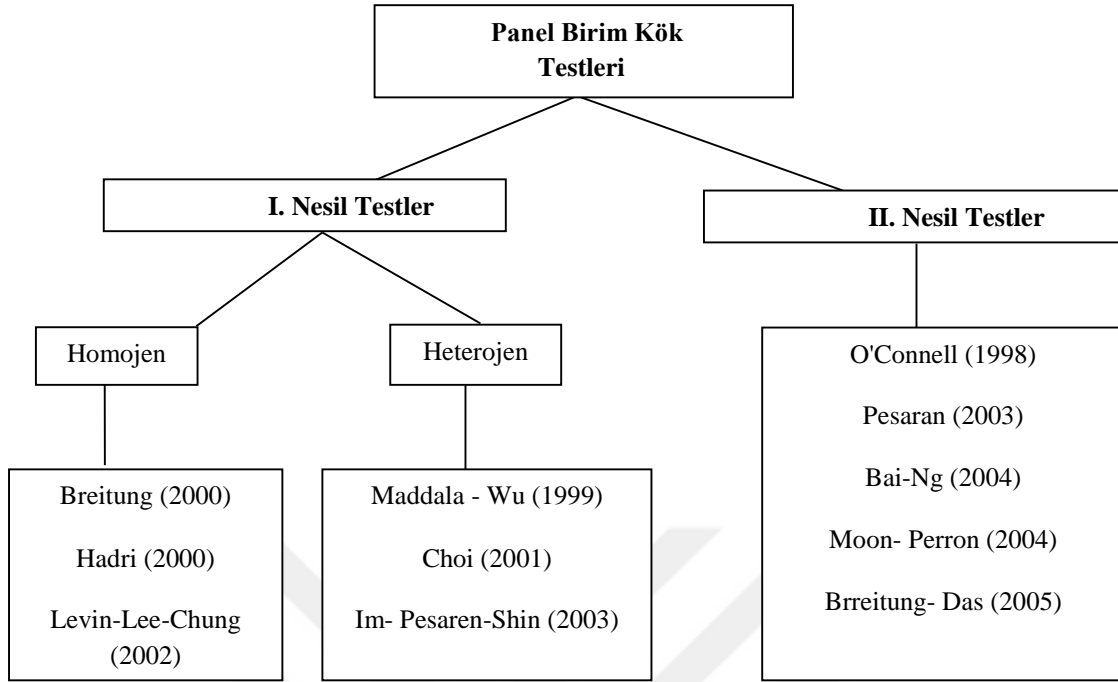 Panel Birim Kök
Testleri
I. Nesil Testler
II. Nesil Testler
Homojen
Heterojen
Breitung (2000)
Hadri (2000)
Levin-Lee-Chung
(2002)
Maddala - Wu (1999)
Choi (2001)
Im- Pesaren-Shin (2003)
O'Connell (1998)
Pesaran (2003)
Bai-Ng (2004)
Moon- Perron (2004)
Brreitung- Das (2005)